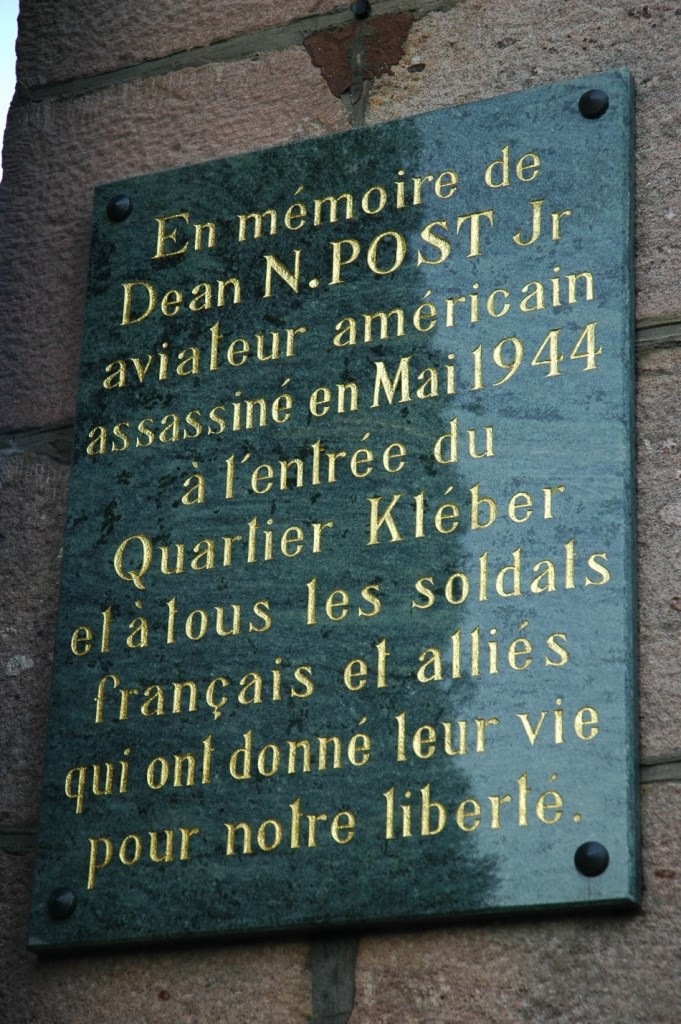 En mémoire de
Dean N. POST Jr
aviateur américain
assassiné en Mai 1944
à l'entrée du
Quartier Kléber
et à tous les soldats
français et alliés
qui ont donné leur vie
pour notre liberté.